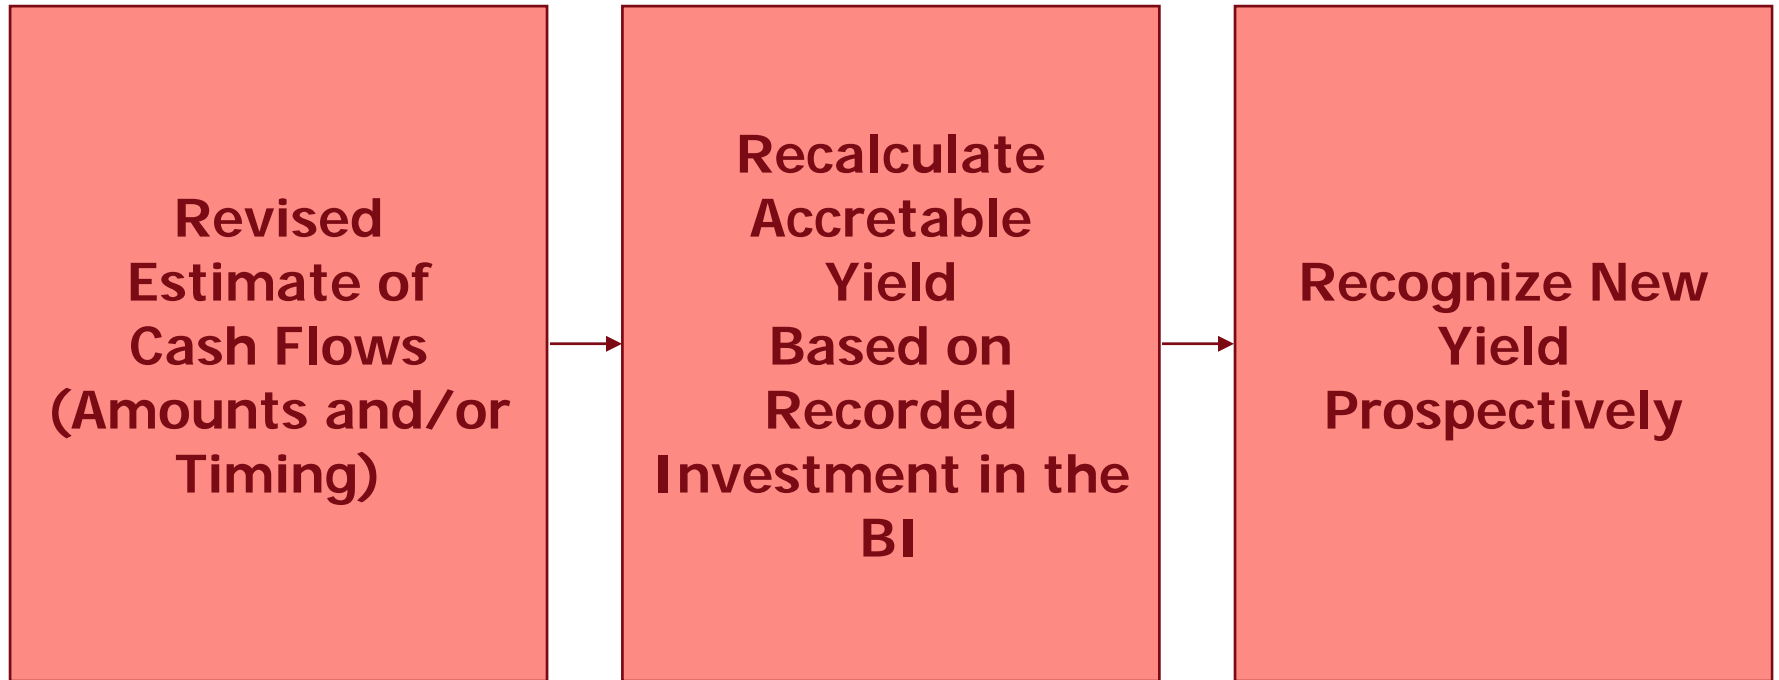 Revised
Estimate of
Cash Flows
(Amounts and/or
Timing)
Recalculate
Accretable
Yield
Based on
Recorded
Investment in the
BI
Recognize New
Yield
Prospectively